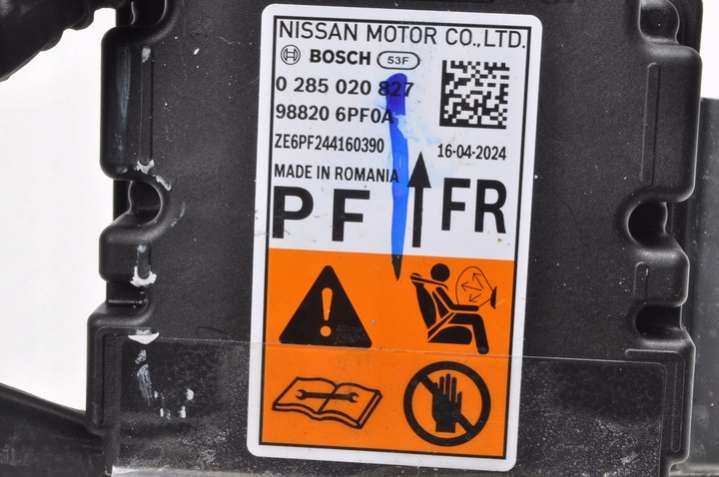 NISSAN MOTOR CO.,LTD.
BOSCH 53F
0 285 020 827
98820 6PF0A
ZE6PF244160390 16-04-2024
MADE IN ROMANIA
PF FR